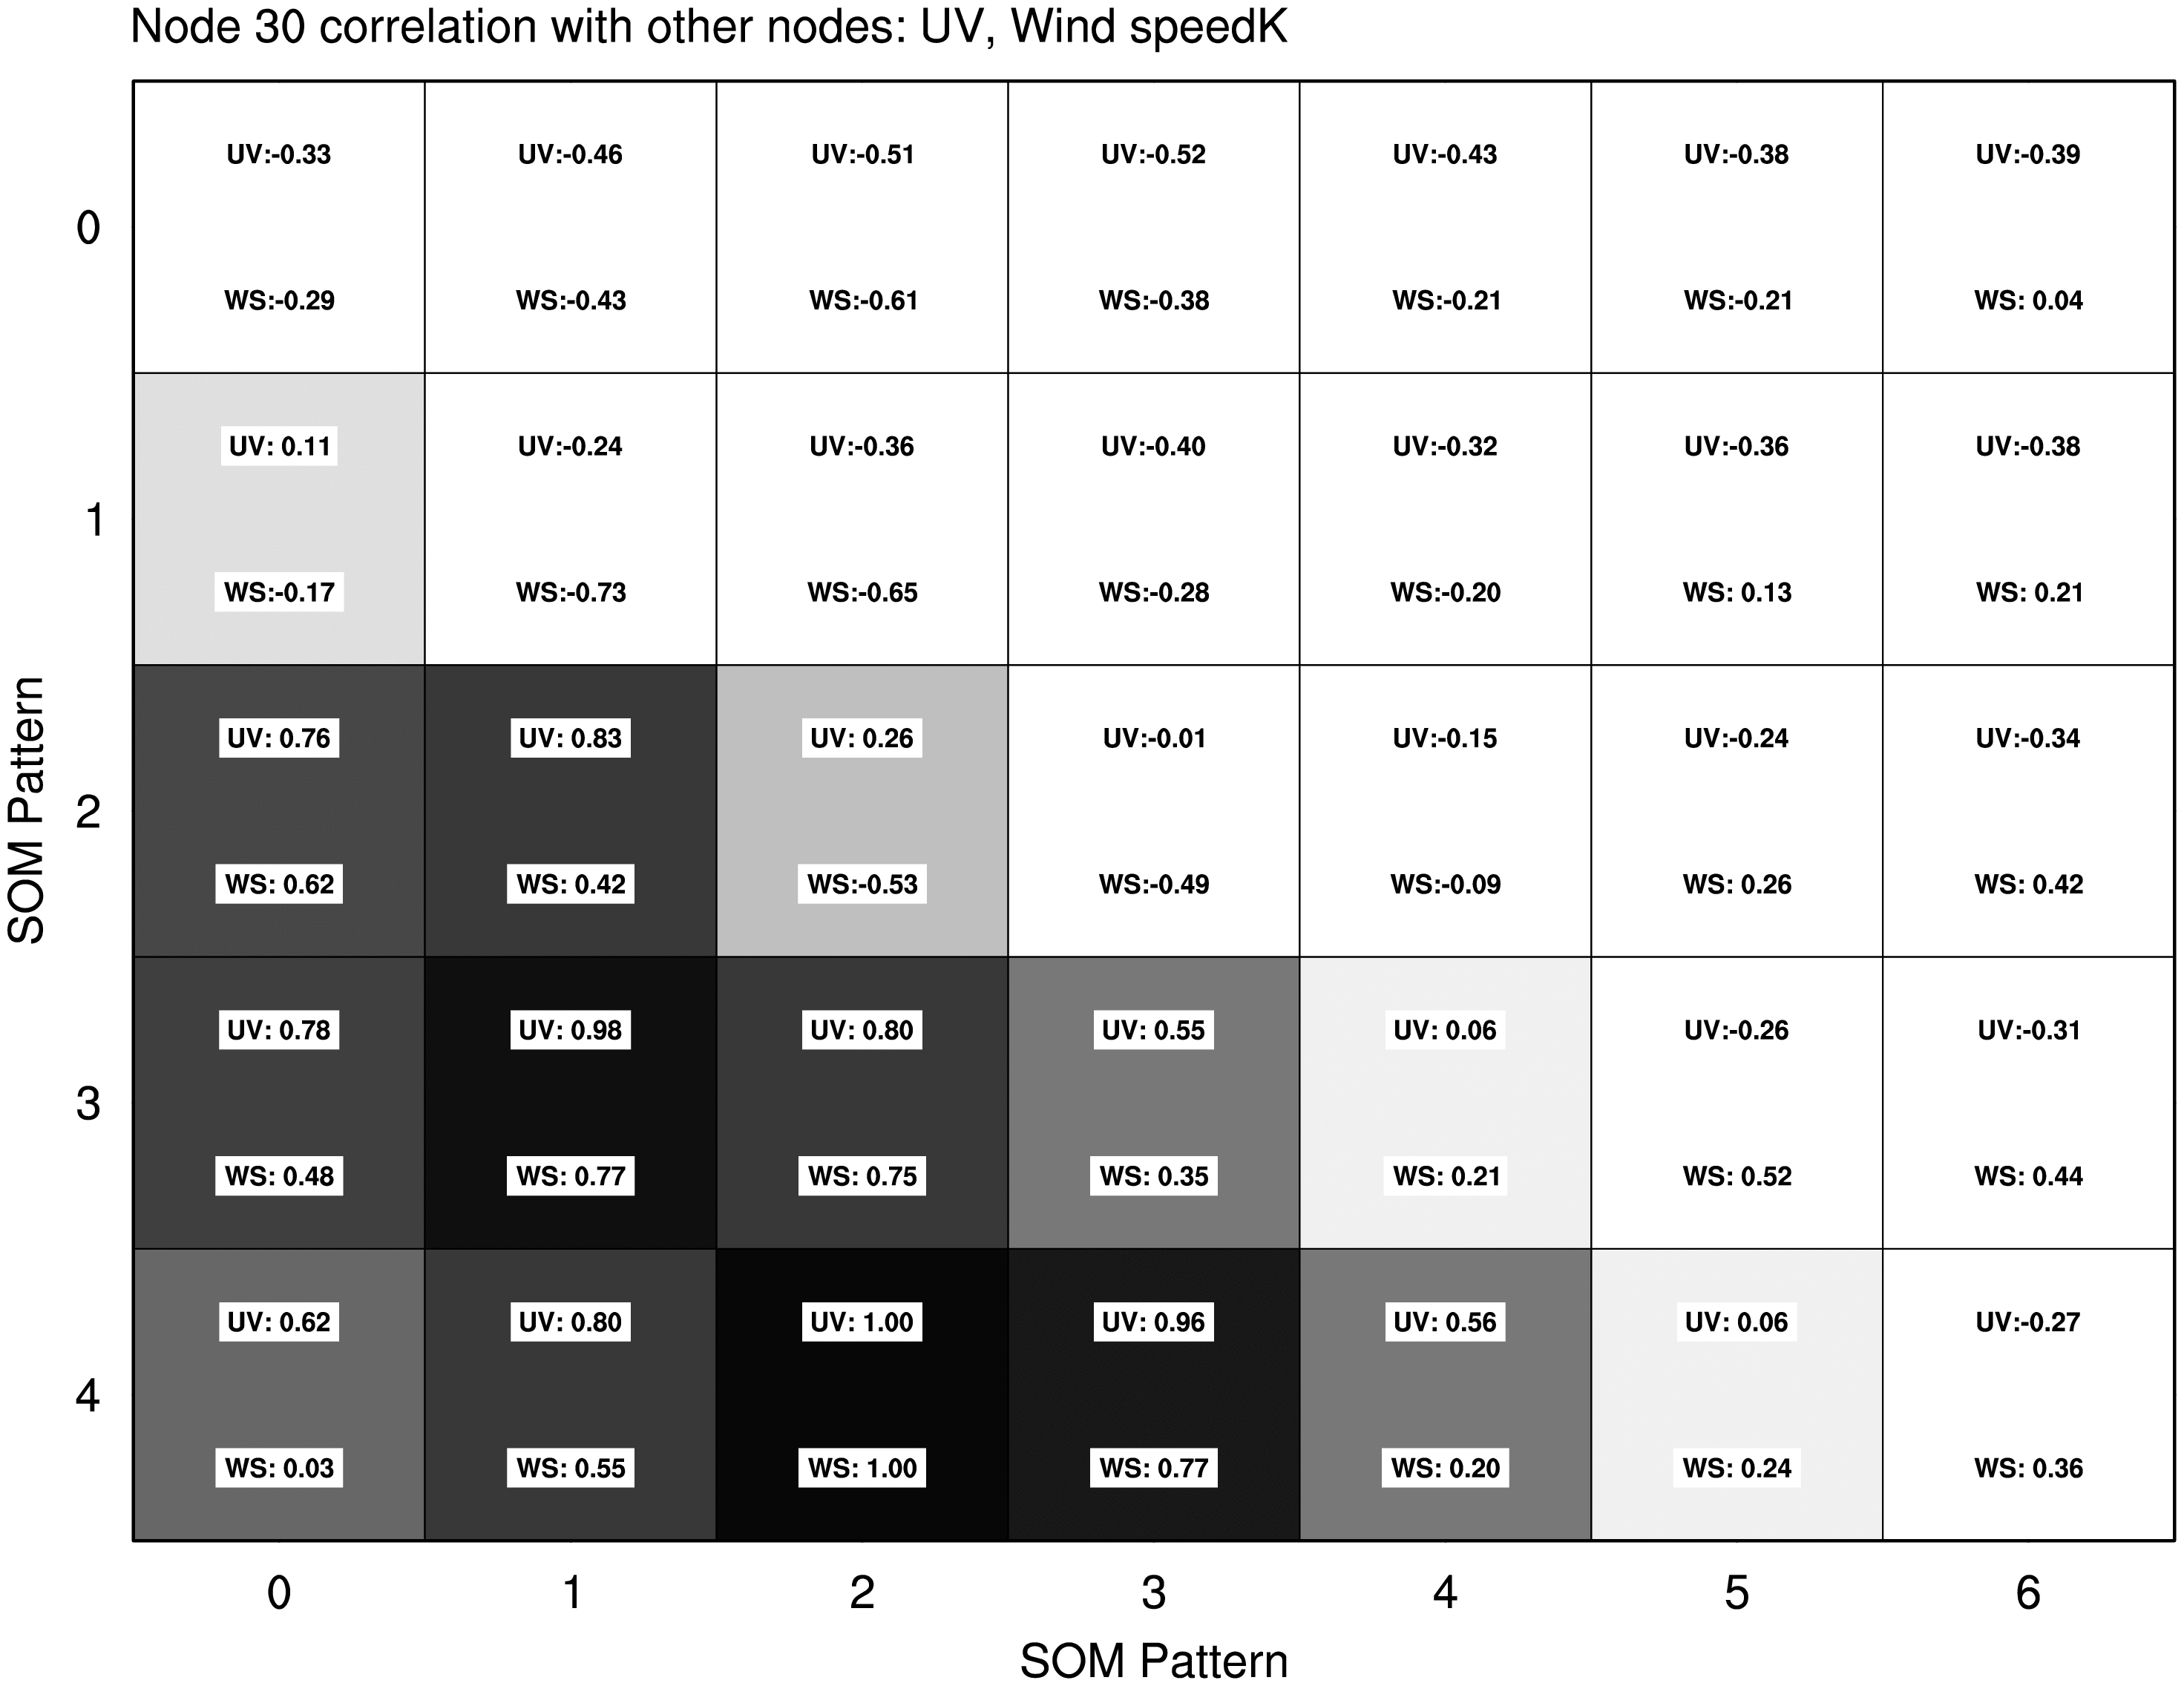 Node 30 correlation with other nodes: UV, Wind speedK
UV:-0.33 UV:-0.46 UV:-0.51 UV:-0.52 UV:-0.43 UV:-0.38 UV:-0.39
0
WS:-0.29 WS:-0.43 WS:-0.61 WS:-0.38 WS:-0.21 WS:-0.21 WS: 0.04
UV: 0.11 UV:-0.24 UV:-0.36 UV:-0.40 UV:-0.32 UV:-0.36 UV:-0.38
1
WS:-0.17 WS:-0.73 WS:-0.65 WS:-0.28 WS:-0.20 WS: 0.13 WS: 0.21
UV: 0.76 UV: 0.83 UV: 0.26 UV:-0.01 UV:-0.15 UV:-0.24 UV:-0.34
2
WS: 0.62 WS: 0.42 WS:-0.53 WS:-0.49 WS:-0.09 WS: 0.26 WS: 0.42
UV: 0.78 UV: 0.98 UV: 0.80 UV: 0.55 UV: 0.06 UV:-0.26 UV:-0.31
3
WS: 0.48 WS: 0.77 WS: 0.75 WS: 0.35 WS: 0.21 WS: 0.52 WS: 0.44
UV: 0.62 UV: 0.80 UV: 1.00 UV: 0.96 UV: 0.56 UV: 0.06 UV:-0.27
4
WS: 0.03 WS: 0.55 WS: 1.00 WS: 0.77 WS: 0.20 WS: 0.24 WS: 0.36
0 1 2 3 4 5 6
SOM Pattern
SOM Pattern